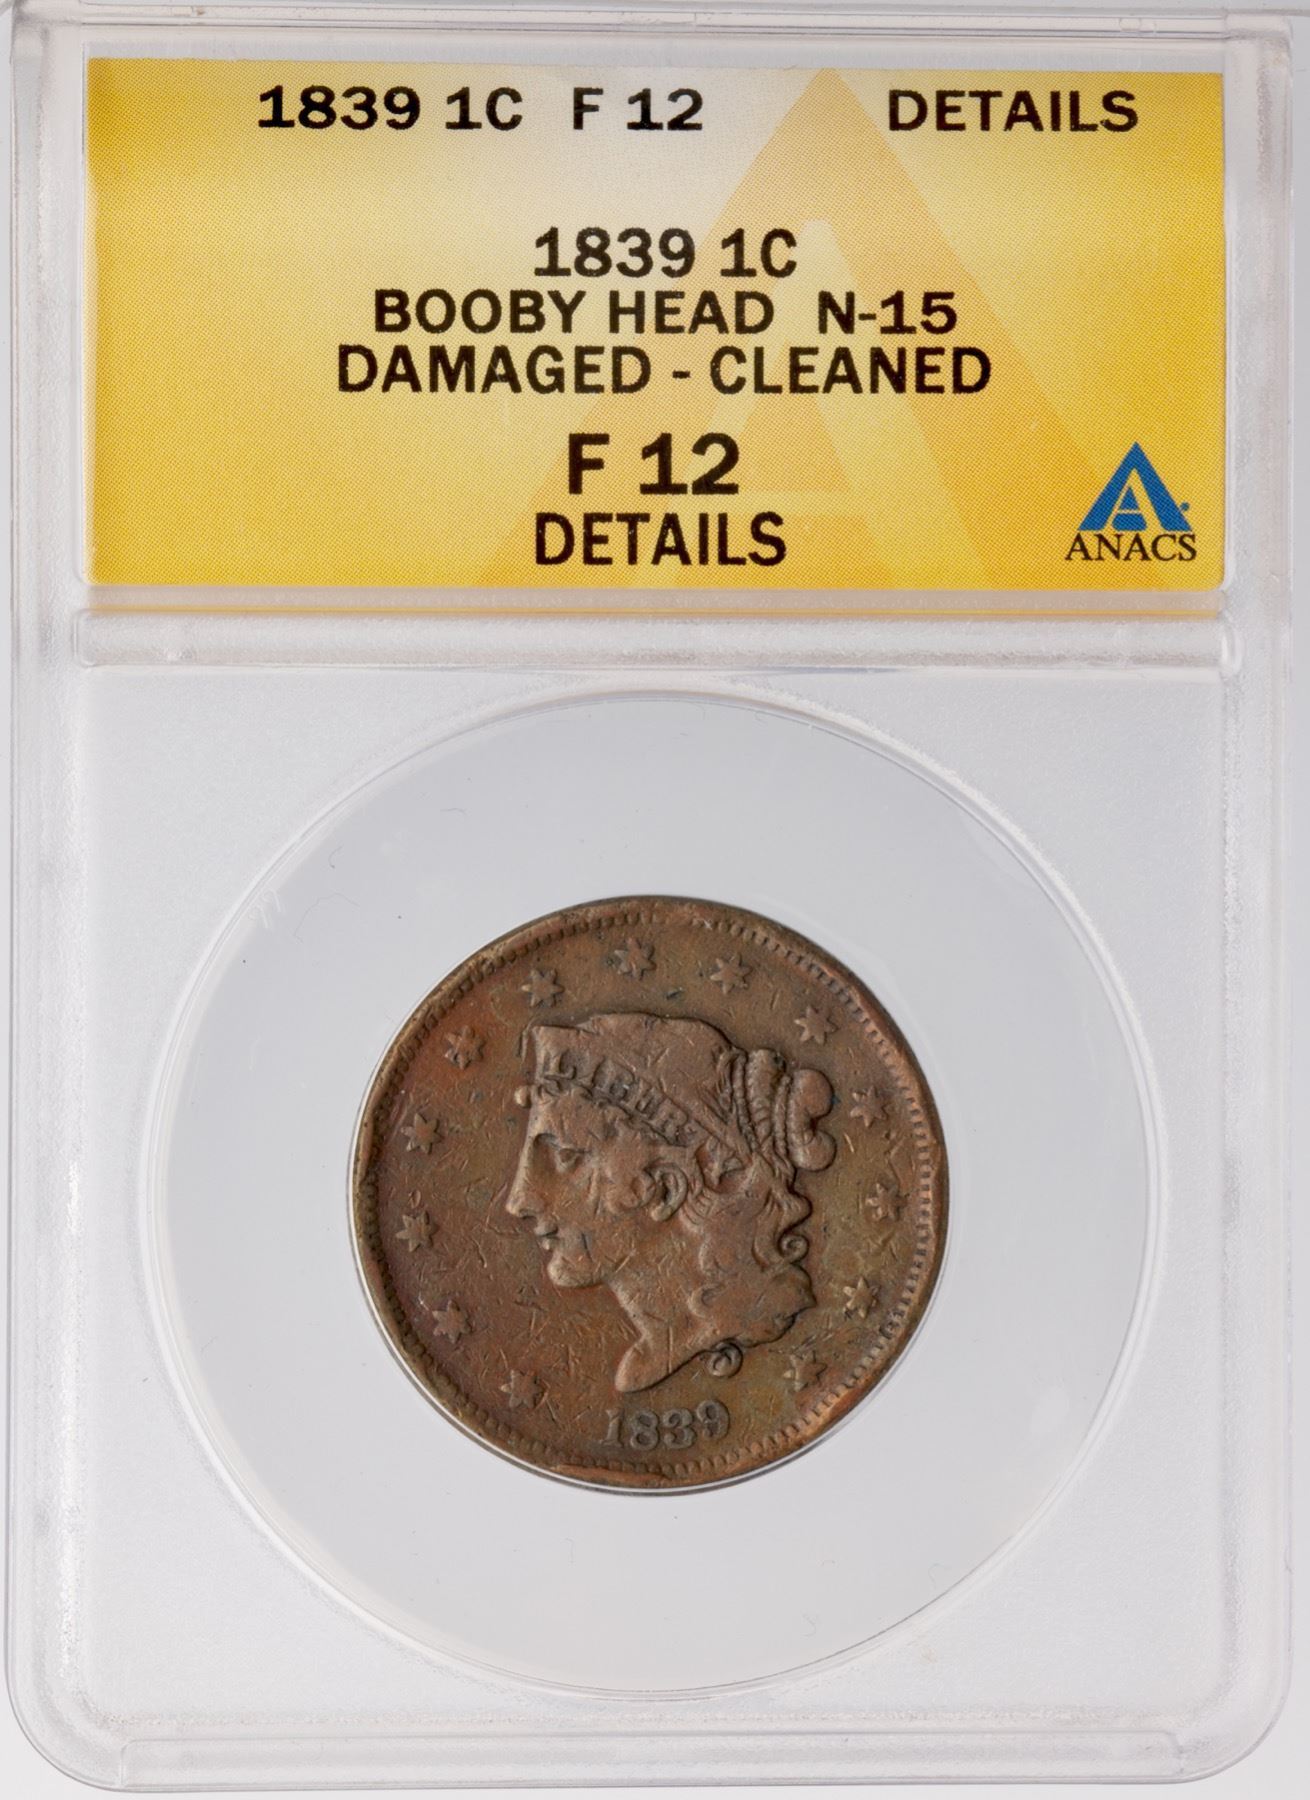 1839 1C F 12 DETAILS
1839 1C
BOOBY HEAD N-15
DAMAGED - CLEANED
F 12
DETAILS
ANACS
LIBERTY
1839